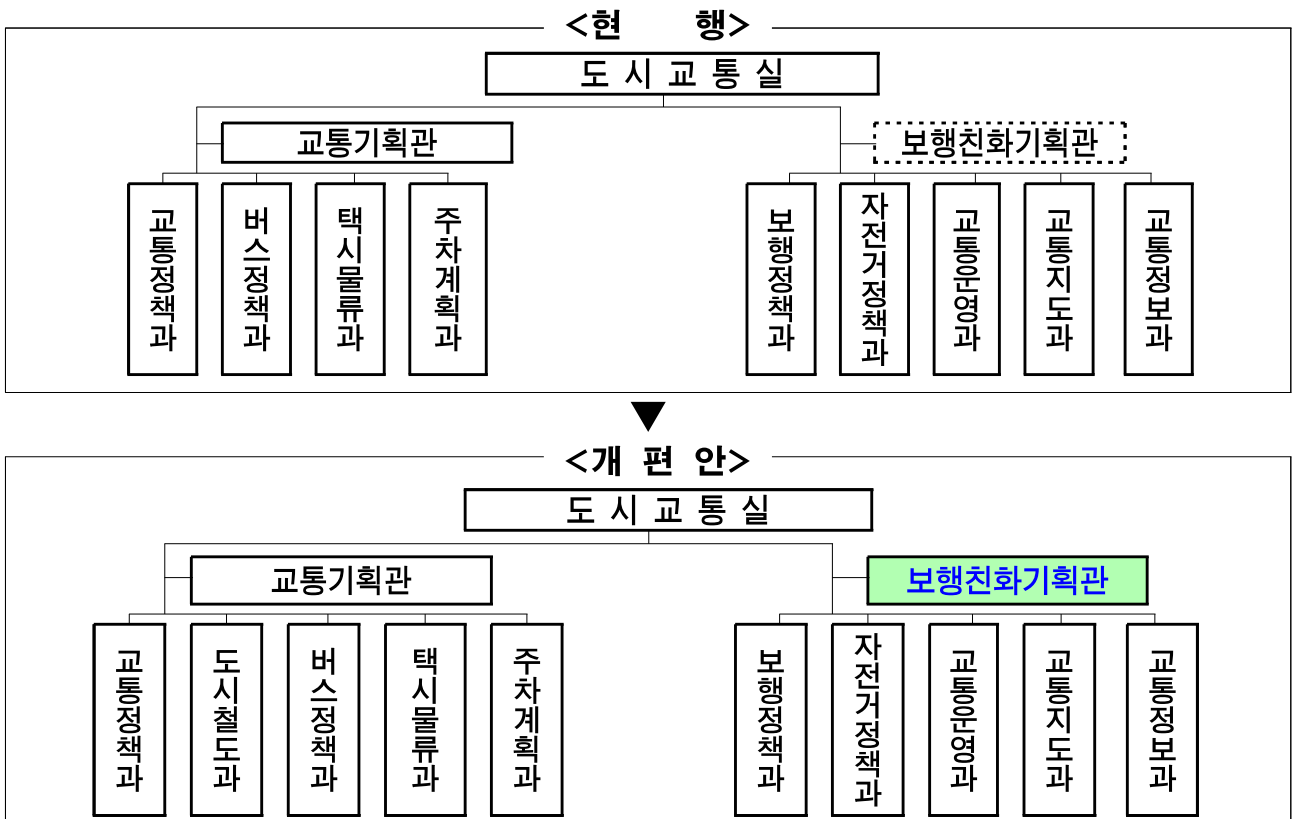 <현 행>
도 시 교 통 실
교통기획관
보행친화기획관
교통정책과
버스정책과
택시물류과
주차계획과
보행정책과
자전거정책과
교통운영과
교통지도과
교통정보과
<개 편 안>
도 시 교 통 실
교통기획관
보행친화기획관
교통정책과
도시철도과
버스정책과
택시물류과
주차계획과
보행정책과
자전거정책과
교통운영과
교통지도과
교통정보과